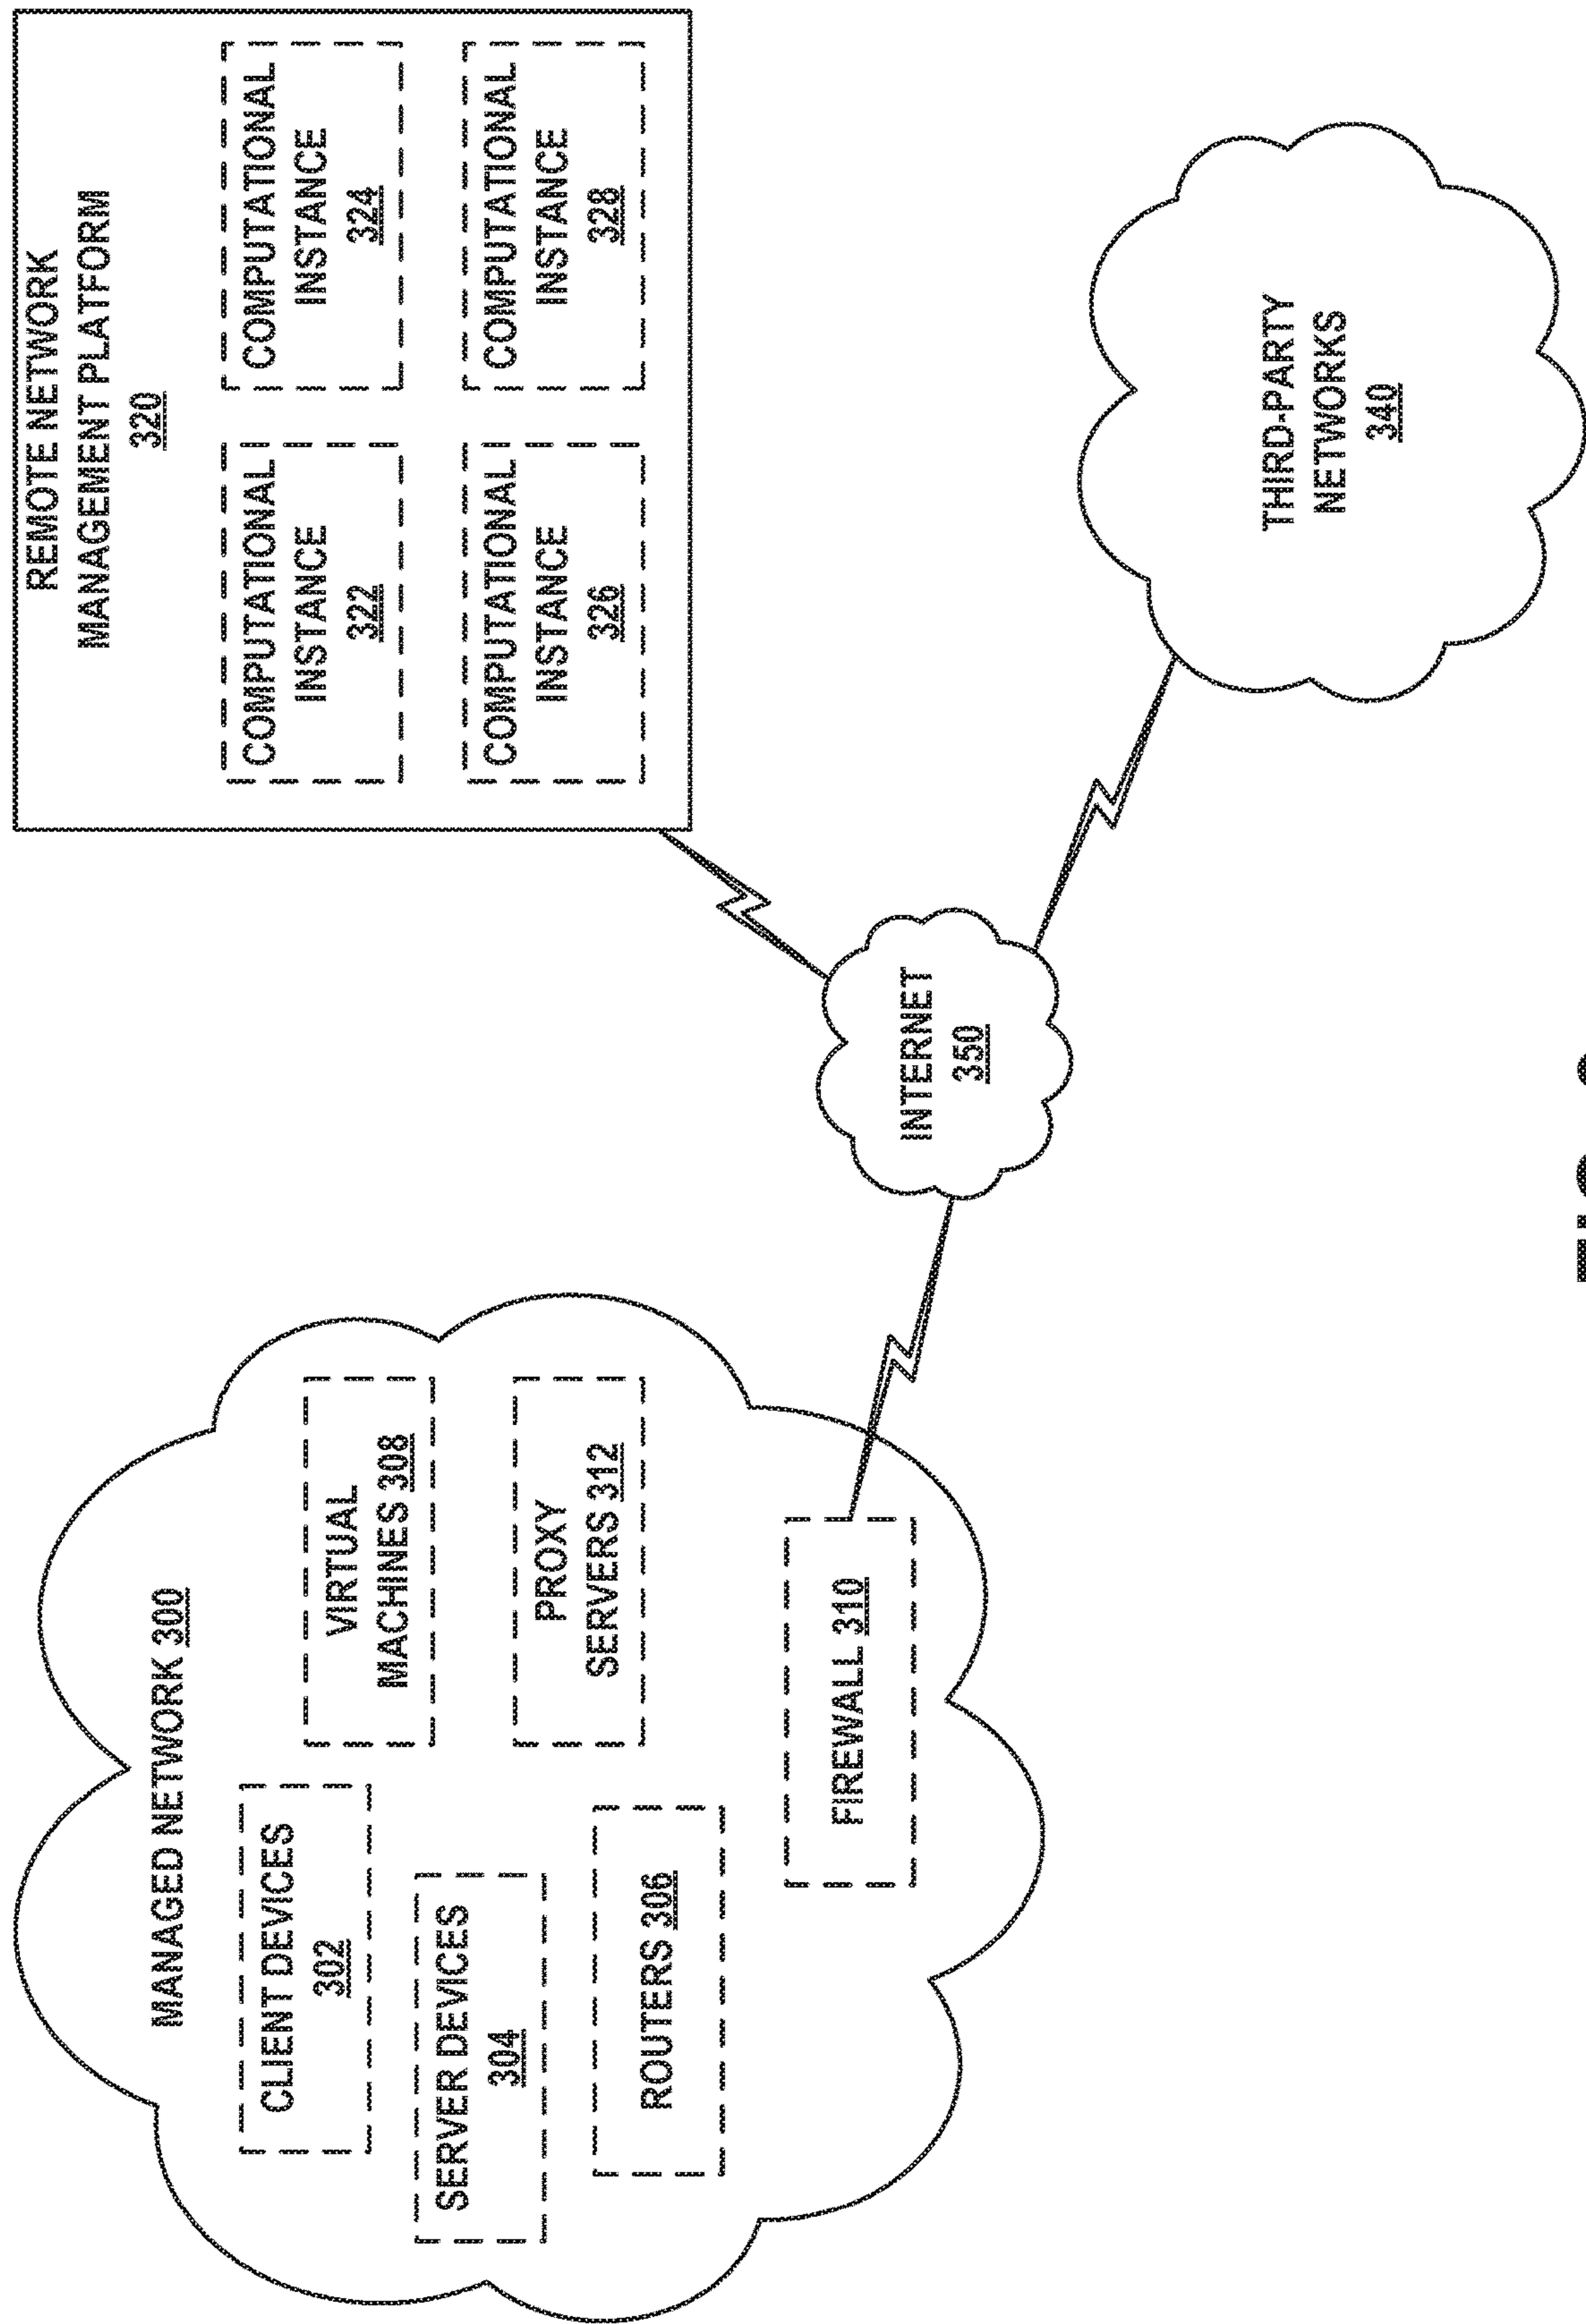 MANAGED NETWORK 300
CLIENT DEVICES
302
SERVER DEVICES
304
ROUTERS 306
VIRTUAL
MACHINES 308
PROXY
SERVERS 312
FIREWALL 310
INTERNET
350
REMOTE NETWORK
MANAGEMENT PLATFORM
320
COMPUTATIONAL
INSTANCE
322
COMPUTATIONAL
INSTANCE
324
COMPUTATIONAL
INSTANCE
326
COMPUTATIONAL
INSTANCE
328
THIRD-PARTY
NETWORKS
340